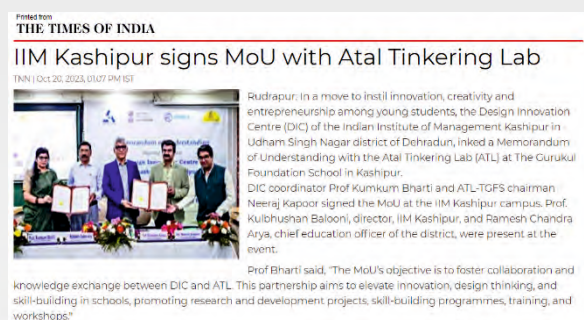 Printed from
THE TIMES OF INDIA
IIM Kashipur signs MoU with Atal Tinkering Lab
TNN | Oct 20, 2023, 01.07 PM IST
Rudrapur: In a move to instil innovation, creativity and
entrepreneurship among young students, the Design Innovation
Centre (DIC) of the Indian Institute of Management Kashipur in
Udham Singh Nagar district of Dehradun, inked a Memorandum
of Understanding with the Atal Tinkering Lab (ATL) at The Gurukul
Foundation School in Kashipur.
DIC coordinator Prof Kumkum Bharti and ATL-TGFS chairman
Neeraj Kapoor signed the MoU at the IIM Kashipur campus. Prof.
Kulbhushan Balooni, director, IIM Kashipur, and Ramesh Chandra
Arya, chief education officer of the district, were present at the
event.
Prof Bharti said, "The MoU's objective is to foster collaboration and
knowledge exchange between DIC and ATL. This partnership aims to elevate innovation, design thinking, and
skill-building in schools, promoting research and development projects, skill-building programmes, training, and
workshops."